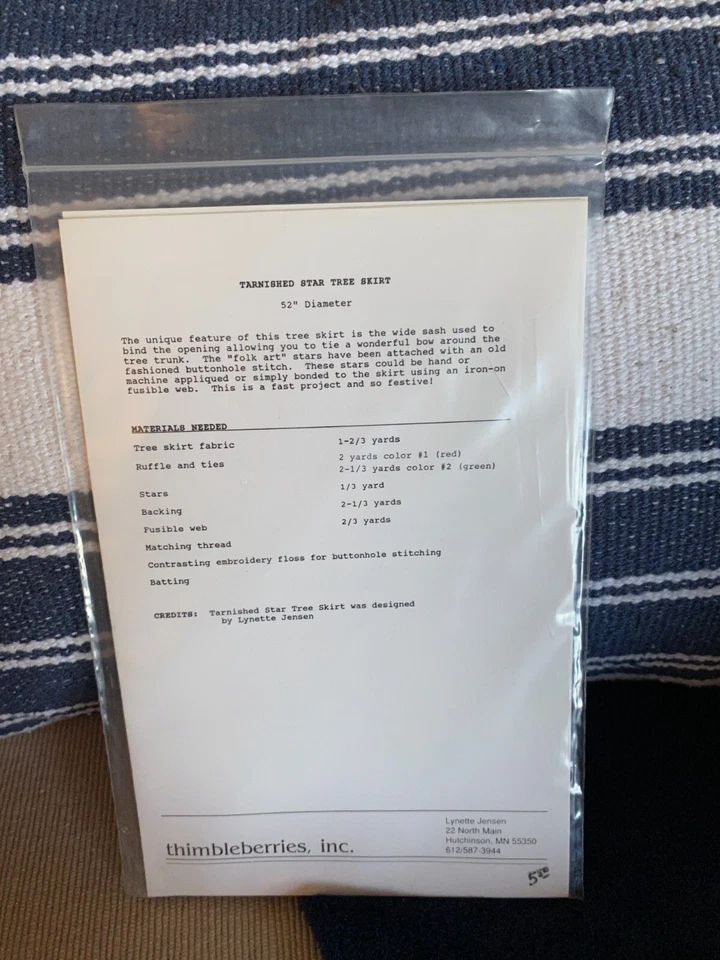 TARNISHED STAR TREE SKIRT
52" Diameter
The unique feature of this tree skirt is the wide sash used to
bind the opening allowing you to tie a wonderful bow around the
tree trunk. The "folk art" stars have been attached with an old
fashioned buttonhole stitch. These stars could be hand or
machine appliqued or simply bonded to the skirt using an iron-on
fusible web. This is a fast project and so festive!
MATERIALS NEEDED
Tree skirt fabric 1-2/3 yards
Ruffle and ties 2 yards color #1 (red)
2-1/3 yards color #2 (green)
Stars 1/3 yard
Backing 2-1/3 yards
Fusible web 2/3 yards
Matching thread
Contrasting embroidery floss for buttonhole stitching
Batting
CREDITS: Tarnished Star Tree Skirt was designed
by Lynette Jensen
thimbleberries, inc.
Lynette Jensen
22 North Main
Hutchinson, MN 55350
612/587-3944